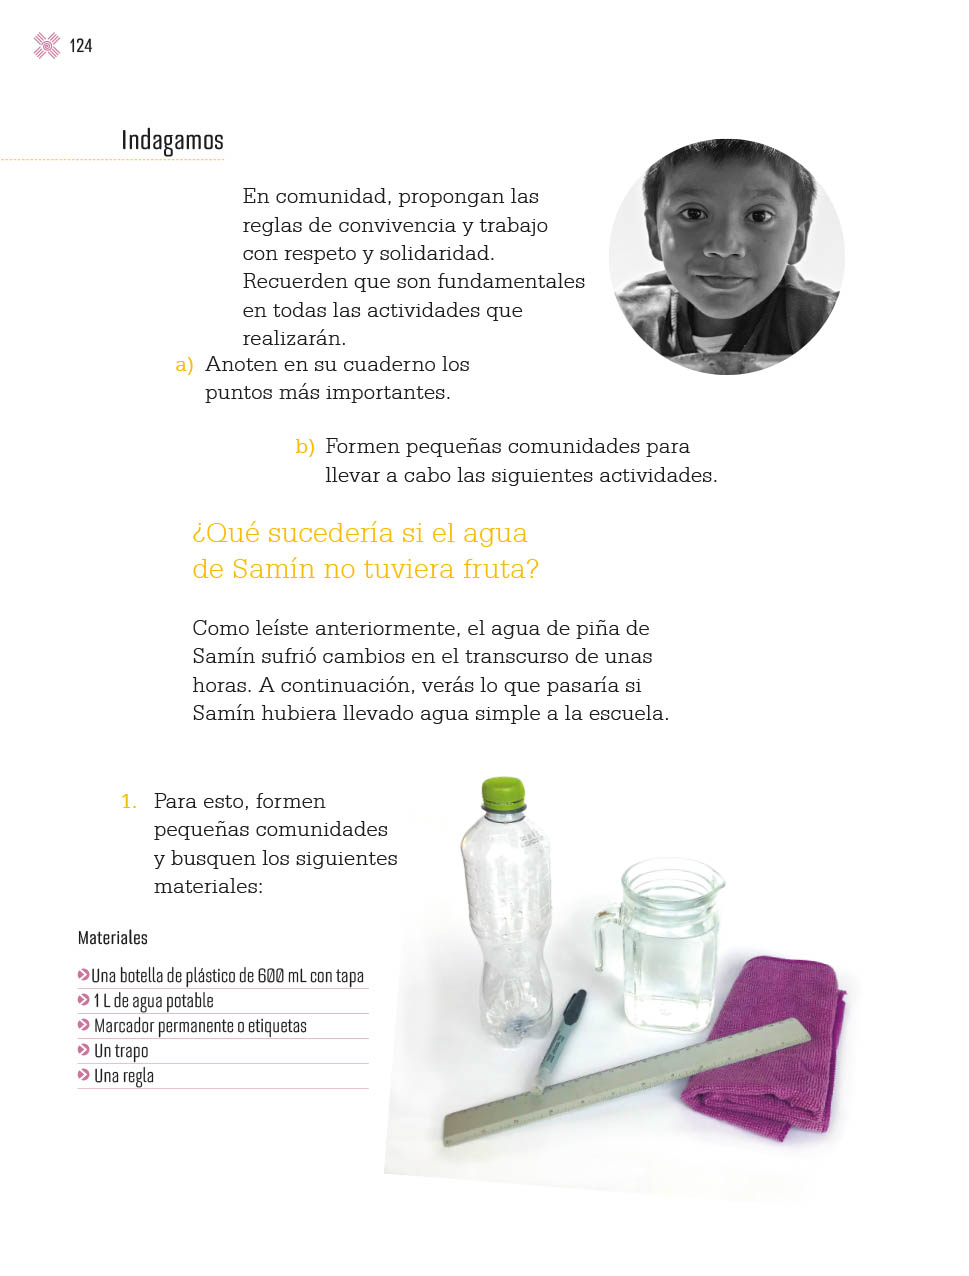 124
Indagamos
En comunidad, propongan las
reglas de convivencia y trabajo
con respeto y solidaridad.
Recuerden que son fundamentales
en todas las actividades que
realizarán.
a) Anoten en su cuaderno los
puntos más importantes.
b) Formen pequeñas comunidades para
llevar a cabo las siguientes actividades.
¿Qué sucedería si el agua
de Samín no tuviera fruta?
Como leíste anteriormente, el agua de piña de
Samín sufrió cambios en el transcurso de unas
horas. A continuación, verás lo que pasaría si
Samín hubiera llevado agua simple a la escuela.
1. Para esto, formen
pequeñas comunidades
y busquen los siguientes
materiales:
Materiales
Una botella de plástico de 600 mL con tapa
1 L de agua potable
Marcador permanente o etiquetas
Un trapo
Una regla